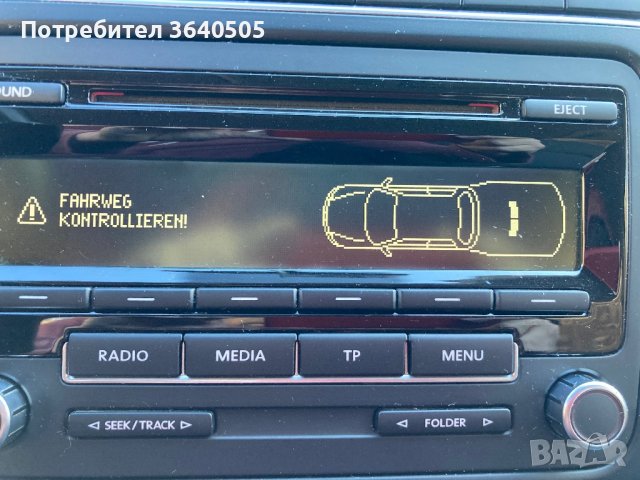 Потребител 3640505
OUND
EJECT
FAHRWEG
KONTROLLIEREN!
RADIO
MEDIA
TP
MENU
SEEK/TRACK
FOLDER
BAZAR